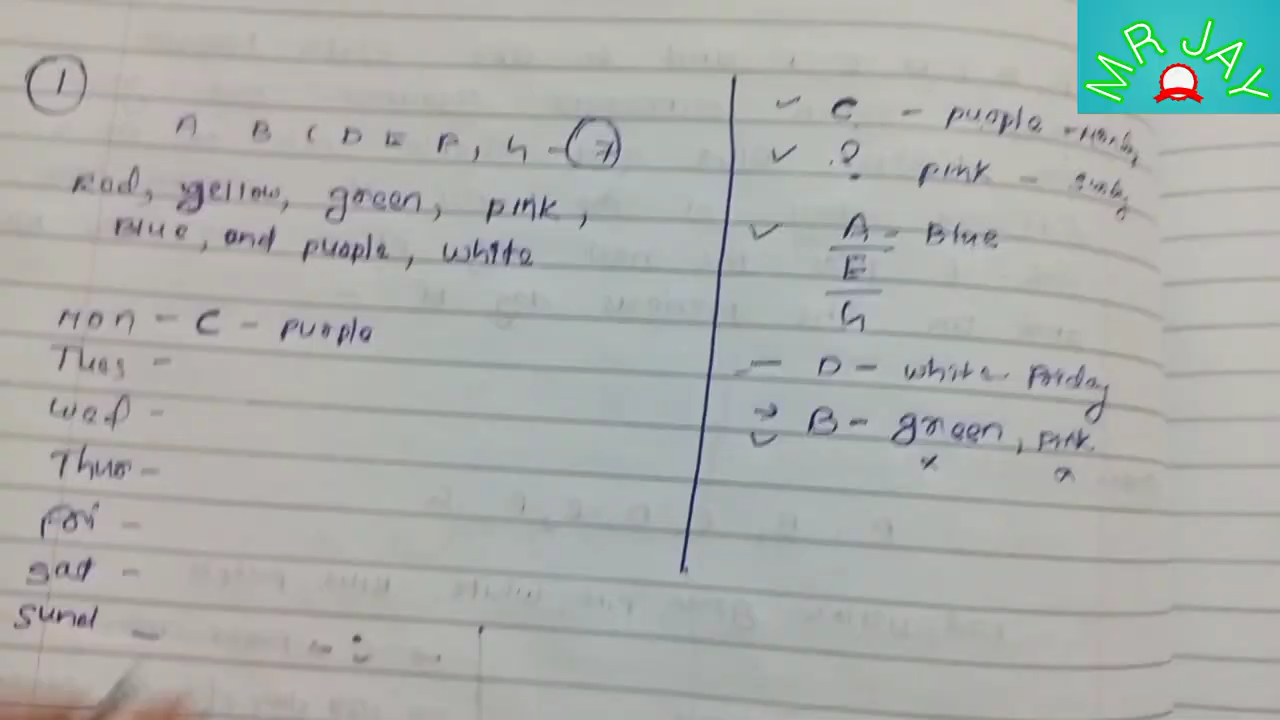 1
A B C D E F, G - 7
Red, yellow, green, pink,
Blue, and purple, white
Mon - C - purple
Thes -
wed -
Thur -
Fri -
sat -
sund -
C - purple - Monday
? pink - sunday
A - Blue
E
G
D - white Friday
B - green, pink
x x
MR JAY